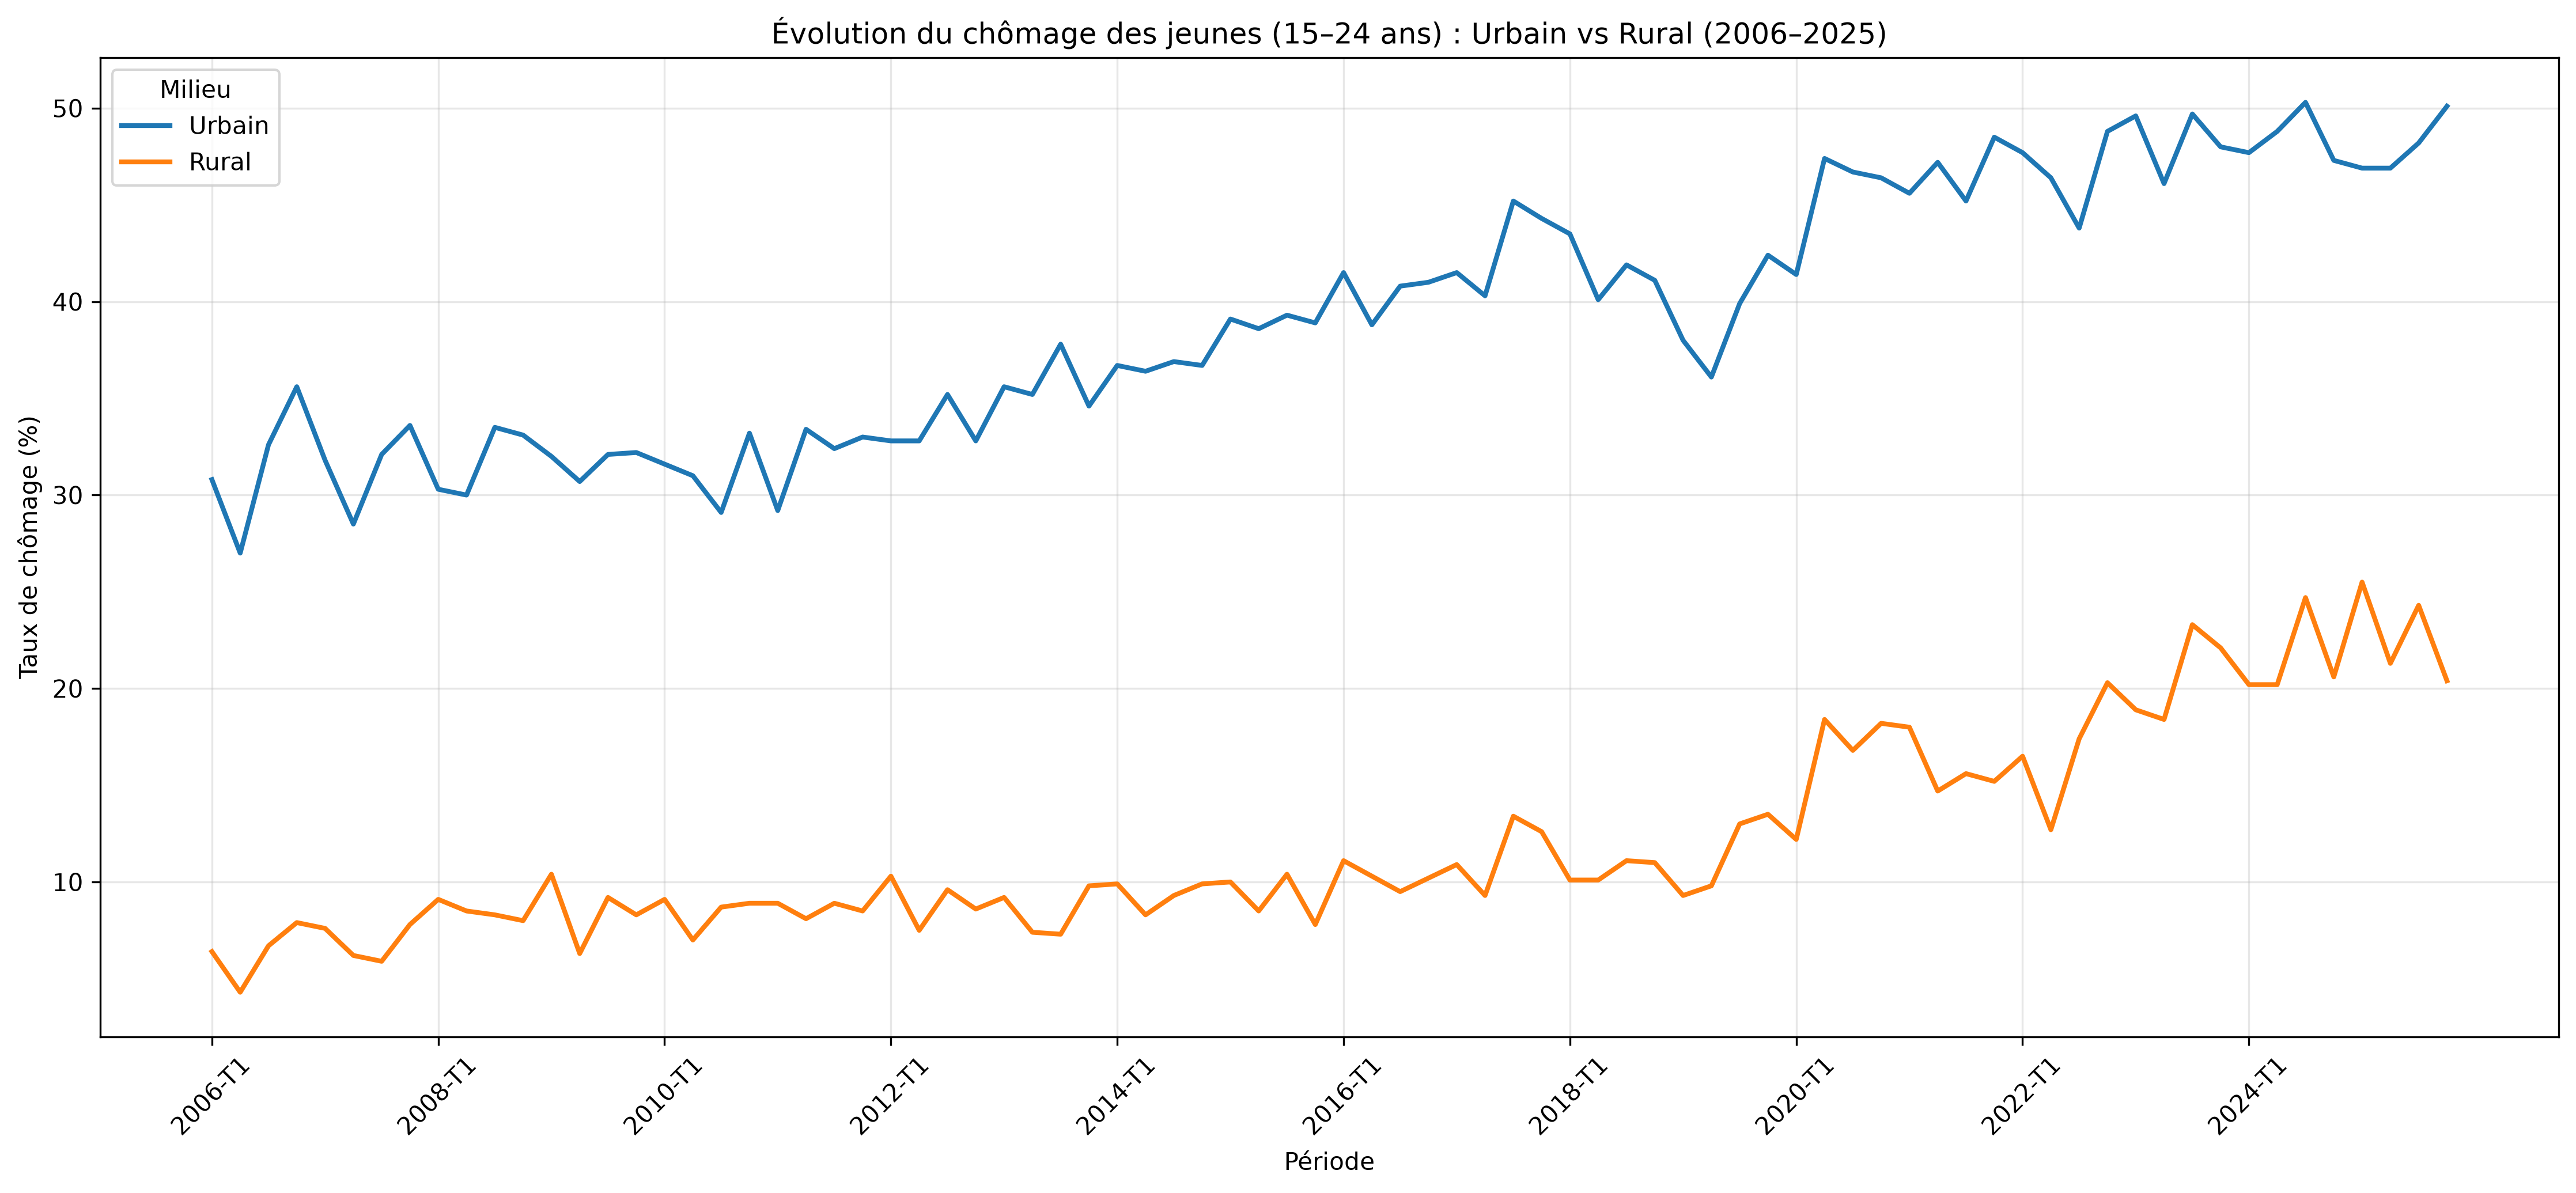 Évolution du chômage des jeunes (15–24 ans) : Urbain vs Rural (2006–2025)
Milieu
Urbain
Rural
Taux de chômage (%)
50
40
30
20
10
2006-T1
2008-T1
2010-T1
2012-T1
2014-T1
2016-T1
2018-T1
2020-T1
2022-T1
2024-T1
Période